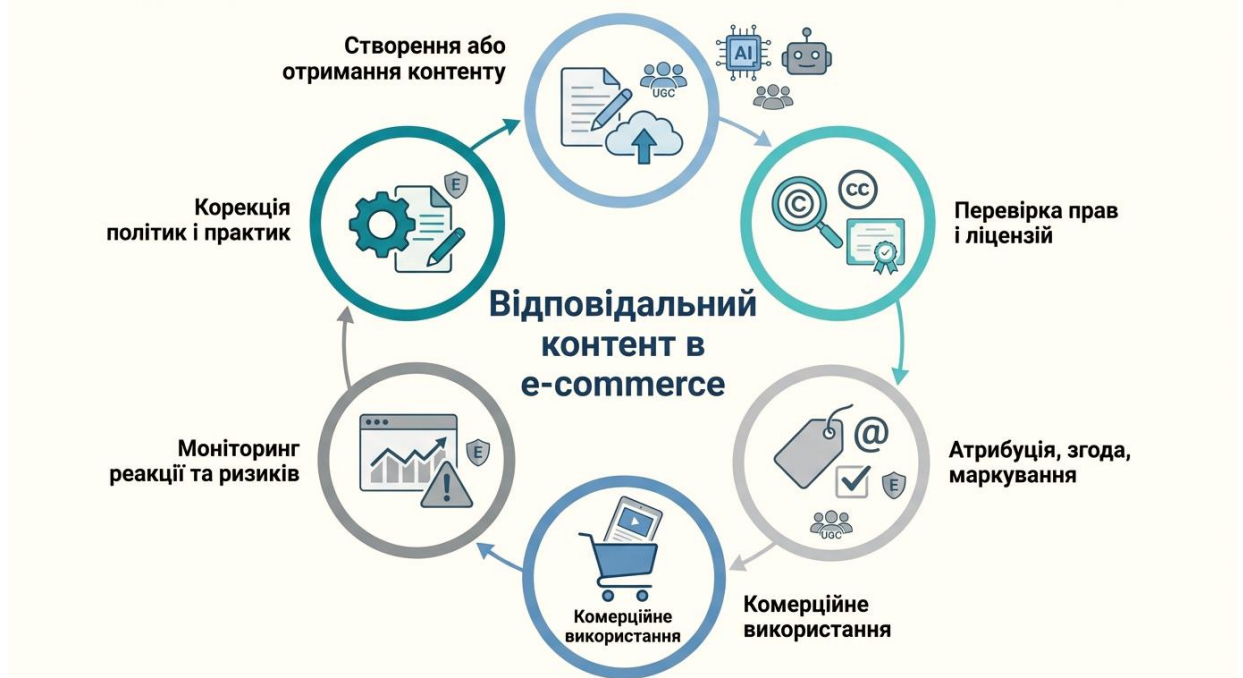 Створення або
отримання контенту
UGC
AI
Корекція
політик і практик
E
©
cc
Перевірка прав
і ліцензій
Відповідальний
контент в
e-commerce
Моніторинг
реакції та ризиків
E
!
@
E
UGC
Атрибуція, згода,
маркування
Комерційне
використання
Комерційне
використання